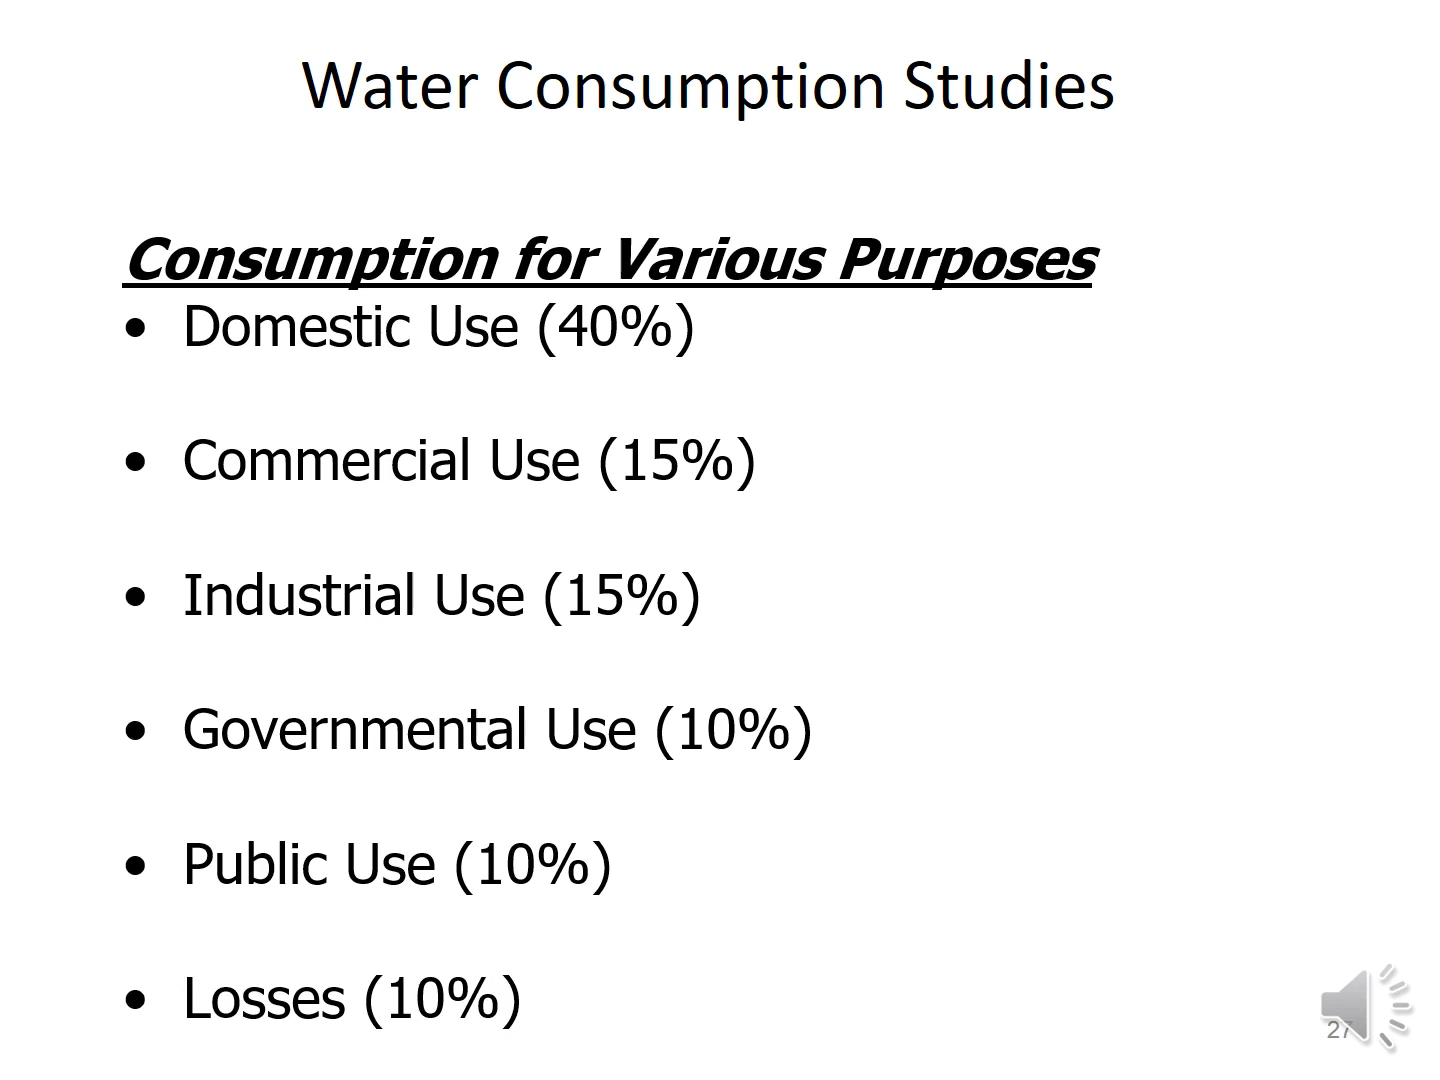 Water Consumption Studies
Consumption for Various Purposes
• Domestic Use (40%)
• Commercial Use (15%)
• Industrial Use (15%)
• Governmental Use (10%)
• Public Use (10%)
• Losses (10%)
27